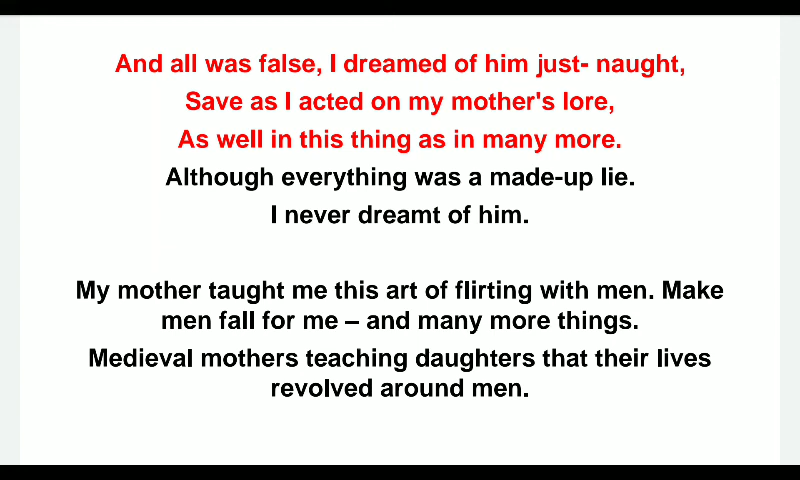 And all was false, I dreamed of him just- naught,
Save as I acted on my mother's lore,
As well in this thing as in many more.
Although everything was a made-up lie.
I never dreamt of him.
My mother taught me this art of flirting with men. Make
men fall for me – and many more things.
Medieval mothers teaching daughters that their lives
revolved around men.